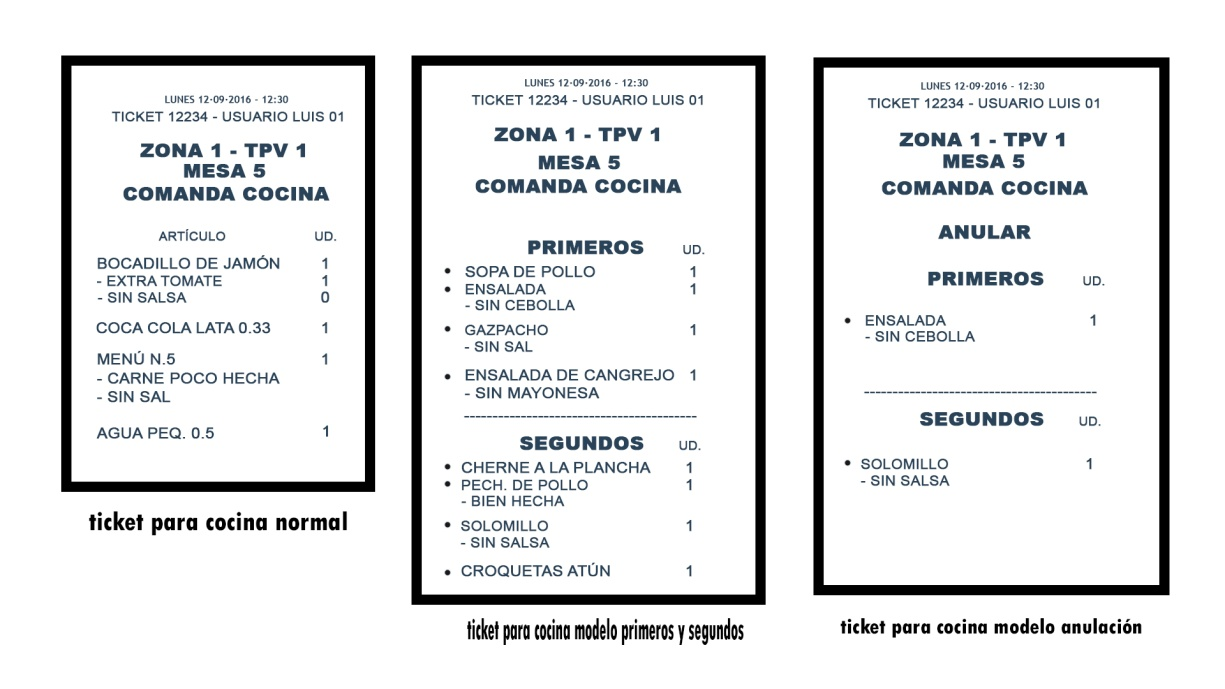 LUNES 12·09·2016 - 12:30
TICKET 12234 - USUARIO LUIS 01
ZONA 1 - TPV 1
MESA 5
COMANDA COCINA
ARTÍCULO UD.
BOCADILLO DE JAMÓN 1
- EXTRA TOMATE 1
- SIN SALSA 0
COCA COLA LATA 0.33 1
MENÚ N.5 1
- CARNE POCO HECHA
- SIN SAL
AGUA PEQ. 0.5 1
ticket para cocina normal
LUNES 12·09·2016 - 12:30
TICKET 12234 - USUARIO LUIS 01
ZONA 1 - TPV 1
MESA 5
COMANDA COCINA
PRIMEROS UD.
• SOPA DE POLLO 1
• ENSALADA 1
- SIN CEBOLLA
• GAZPACHO 1
- SIN SAL
• ENSALADA DE CANGREJO 1
- SIN MAYONESA
-----------------------------------------
SEGUNDOS UD.
• CHERNE A LA PLANCHA 1
• PECH. DE POLLO 1
- BIEN HECHA
• SOLOMILLO 1
- SIN SALSA
• CROQUETAS ATÚN 1
ticket para cocina modelo primeros y segundos
LUNES 12·09·2016 - 12:30
TICKET 12234 - USUARIO LUIS 01
ZONA 1 - TPV 1
MESA 5
COMANDA COCINA
ANULAR
PRIMEROS UD.
• ENSALADA 1
- SIN CEBOLLA
-----------------------------------------
SEGUNDOS UD.
• SOLOMILLO 1
- SIN SALSA
ticket para cocina modelo anulación